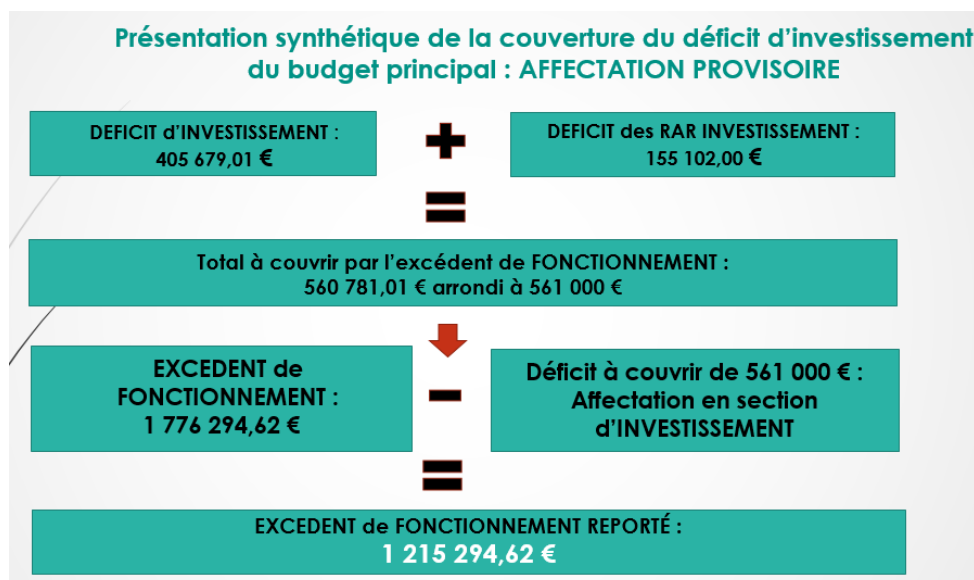 Présentation synthétique de la couverture du déficit d'investissement
du budget principal : AFFECTATION PROVISOIRE
DEFICIT d'INVESTISSEMENT :
405 679,01 €
DEFICIT des RAR INVESTISSEMENT :
155 102,00 €
Total à couvrir par l'excédent de FONCTIONNEMENT :
560 781,01 € arrondi à 561 000 €
EXCEDENT de
FONCTIONNEMENT :
1 776 294,62 €
Déficit à couvrir de 561 000 € :
Affectation en section
d'INVESTISSEMENT
EXCEDENT de FONCTIONNEMENT REPORTÉ :
1 215 294,62 €